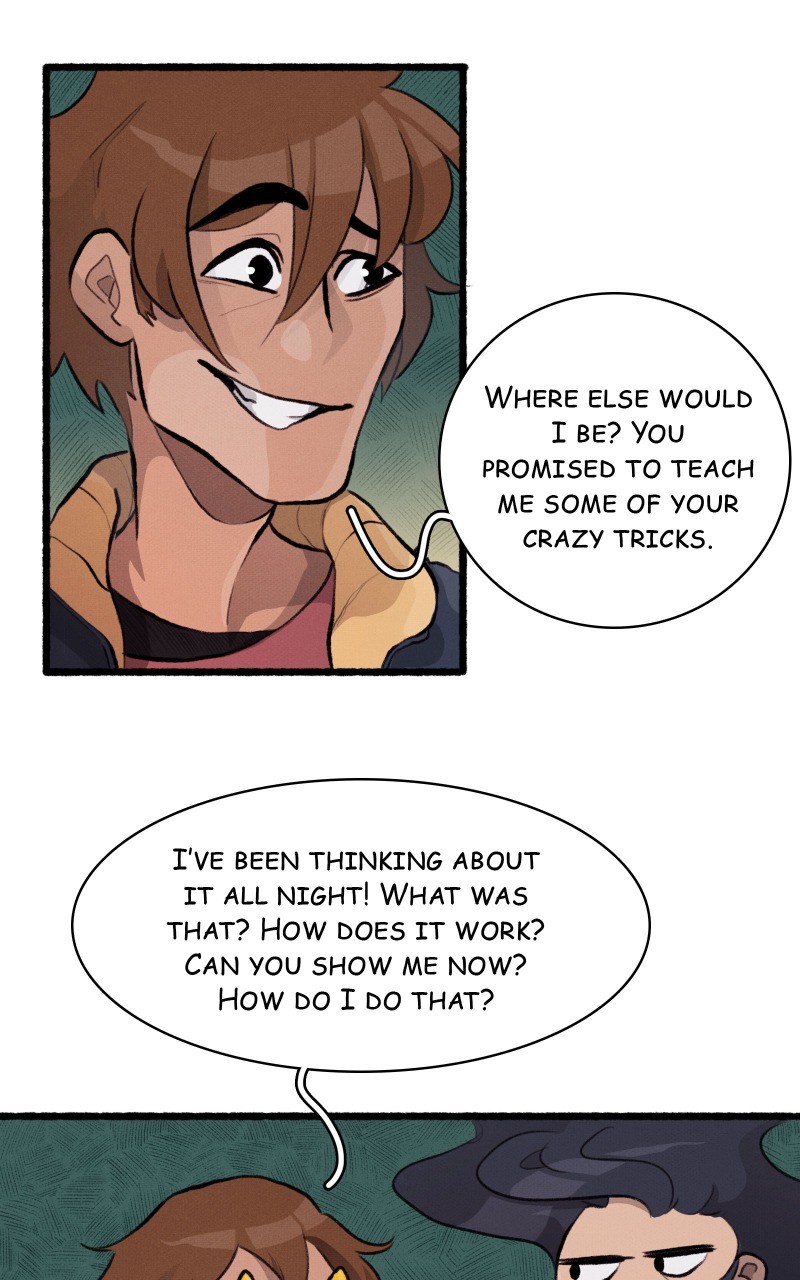 WHERE ELSE WOULD
I BE? YOU
PROMISED TO TEACH
ME SOME OF YOUR
CRAZY TRICKS.
I'VE BEEN THINKING ABOUT
IT ALL NIGHT! WHAT WAS
THAT? HOW DOES IT WORK?
CAN YOU SHOW ME NOW?
HOW DO I DO THAT?